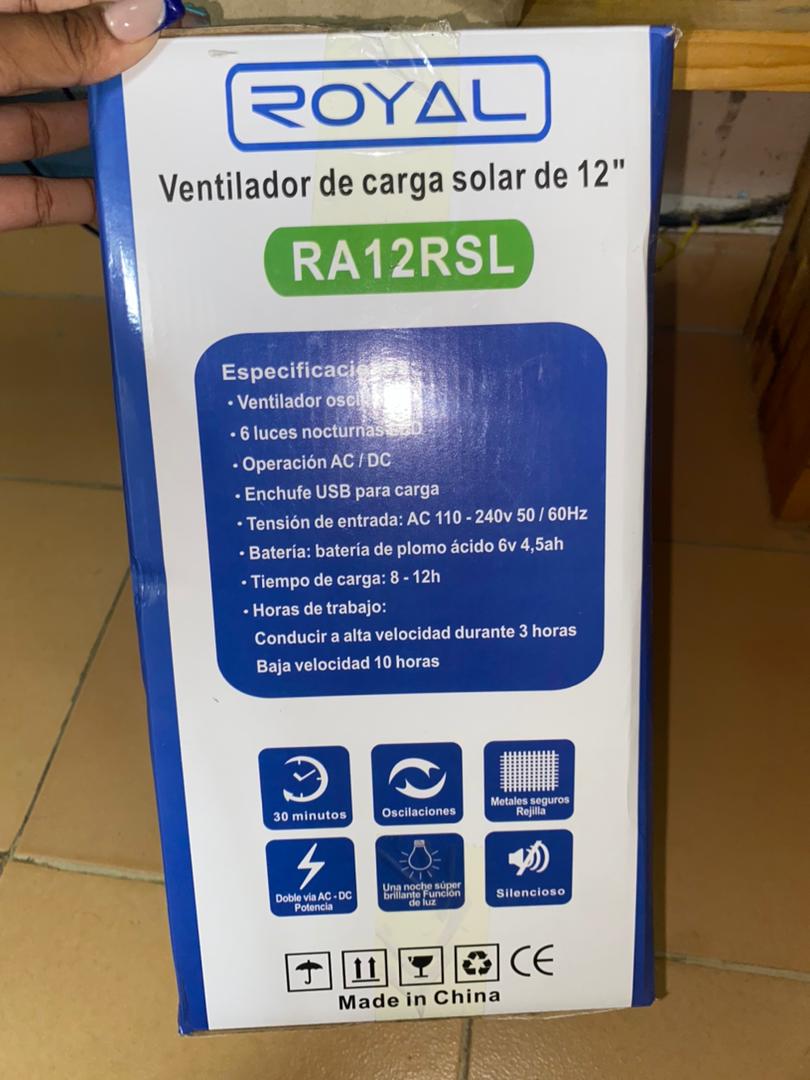 ROYAL
Ventilador de carga solar de 12"
RA12RSL
Especificaci
• Ventilador osci
• 6 luces nocturnas LED
• Operación AC / DC
• Enchufe USB para carga
• Tensión de entrada: AC 110 - 240v 50 / 60Hz
• Batería: batería de plomo ácido 6v 4,5ah
• Tiempo de carga: 8 - 12h
• Horas de trabajo:
Conducir a alta velocidad durante 3 horas
Baja velocidad 10 horas
30 minutos
Oscilaciones
Metales seguros
Rejilla
Doble via AC - DC
Potencia
Una noche súper
brillante Función
de luz
Silencioso
CE
Made in China